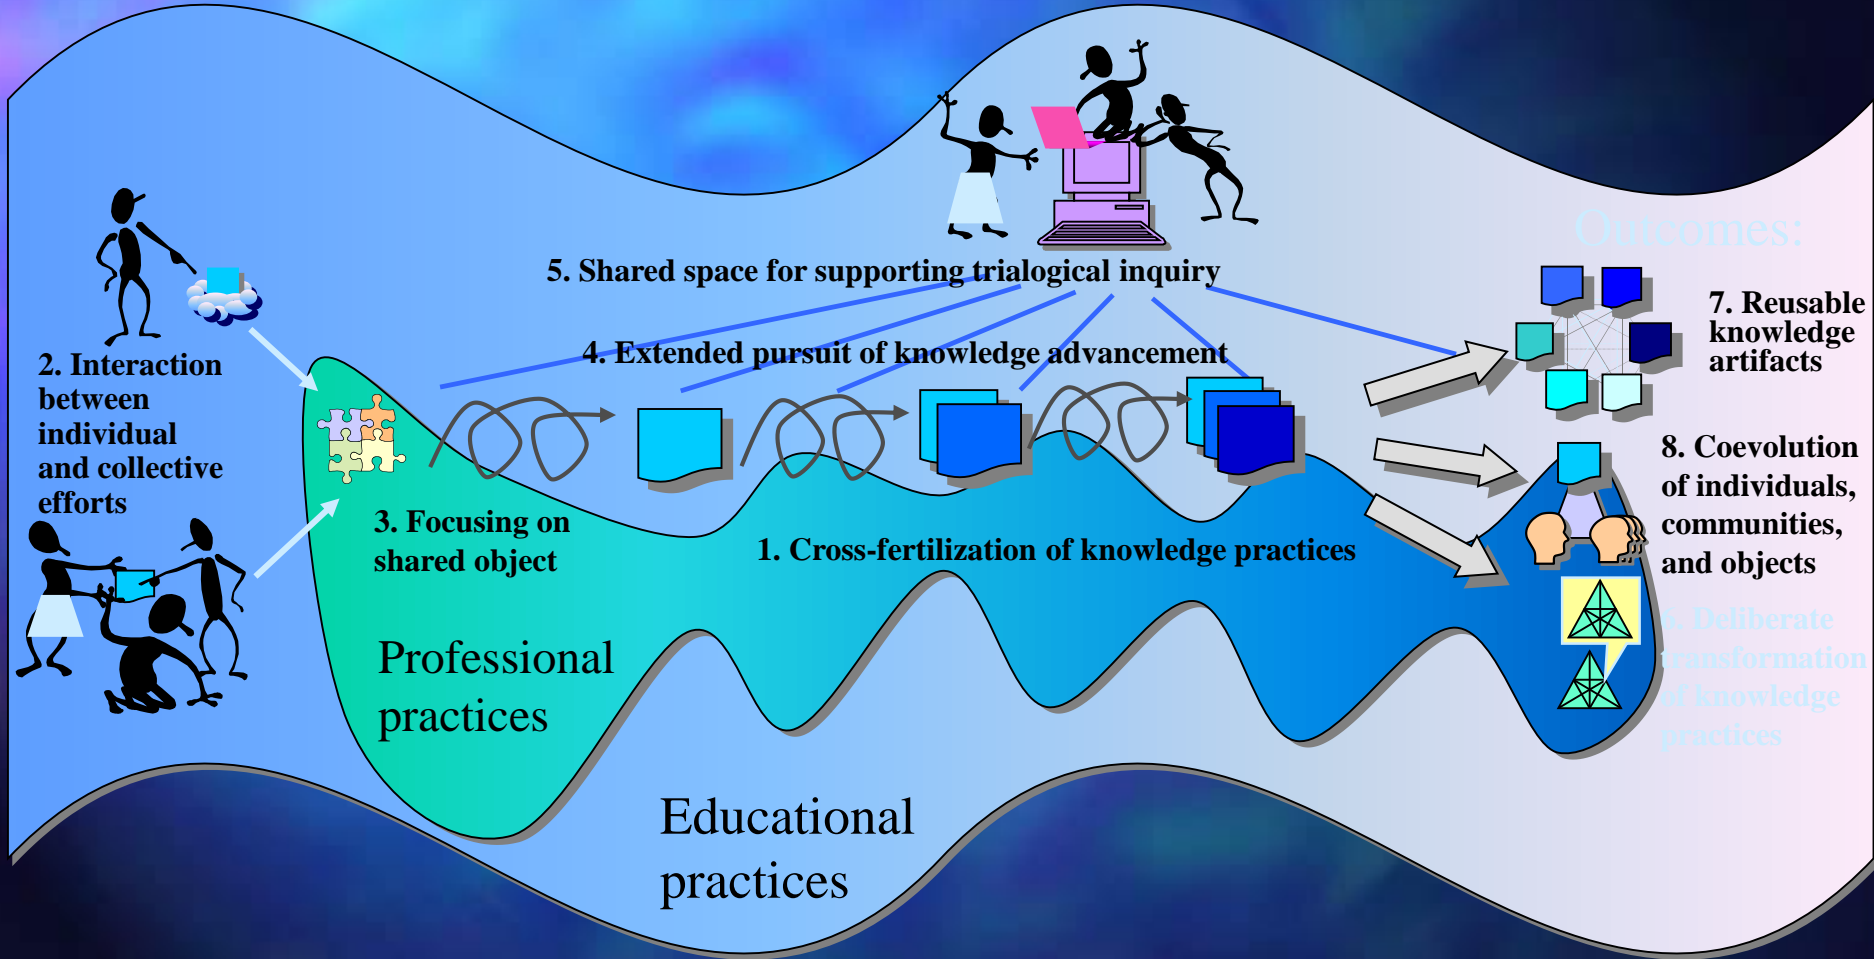 Outcomes:
5. Shared space for supporting trialogical inquiry
7. Reusable
knowledge
artifacts
4. Extended pursuit of knowledge advancement
2. Interaction
between
individual
and collective
efforts
8. Coevolution
of individuals,
communities,
and objects
3. Focusing on
shared object
1. Cross-fertilization of knowledge practices
Deliberate
transformation
of knowledge
practices
Professional
practices
Educational
practices